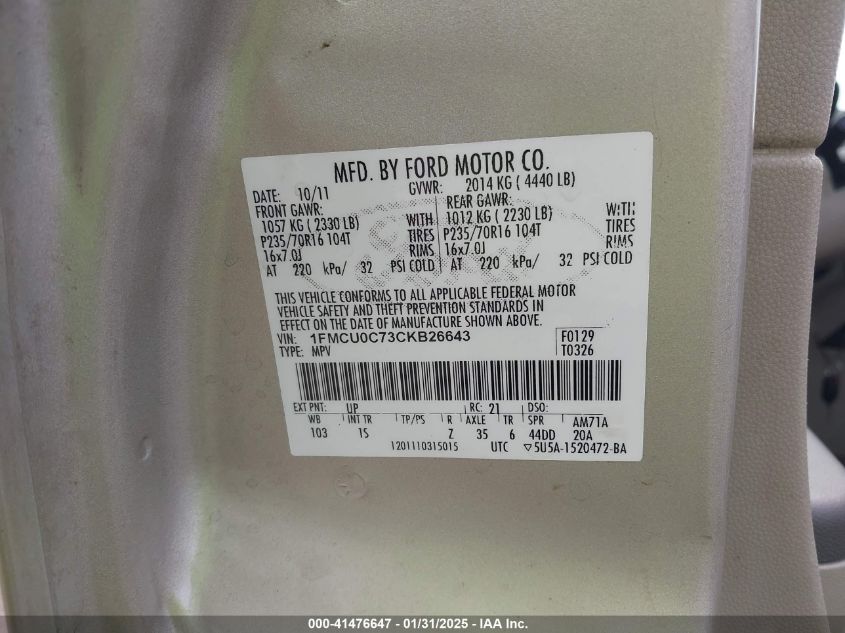 MFD. BY FORD MOTOR CO.
DATE: 10/11 GVWR: 2014 KG ( 4440 LB)
FRONT GAWR: REAR GAWR:
1057 KG ( 2330 LB) WITH 1012 KG ( 2230 LB) WITH
P235/70R16 104T TIRES P235/70R16 104T TIRES
16x7.0J RIMS 16x7.0J RIMS
AT 220 kPa/ 32 PSI COLD AT 220 kPa/ 32 PSI COLD
THIS VEHICLE CONFORMS TO ALL APPLICABLE FEDERAL MOTOR
VEHICLE SAFETY AND THEFT PREVENTION STANDARDS IN
EFFECT ON THE DATE OF MANUFACTURE SHOWN ABOVE.
VIN: 1FMCU0C73CKB26643 F0129
TYPE: MPV T0326
EXT PNT: UP RC: 21 DSO:
WB INT TR TP/PS R AXLE TR SPR AM71A
103 1S Z 35 6 44DD 20A
1201110315015 UTC ▽5U5A-1520472-BA
000-41476647 - 01/31/2025 - IAA Inc.